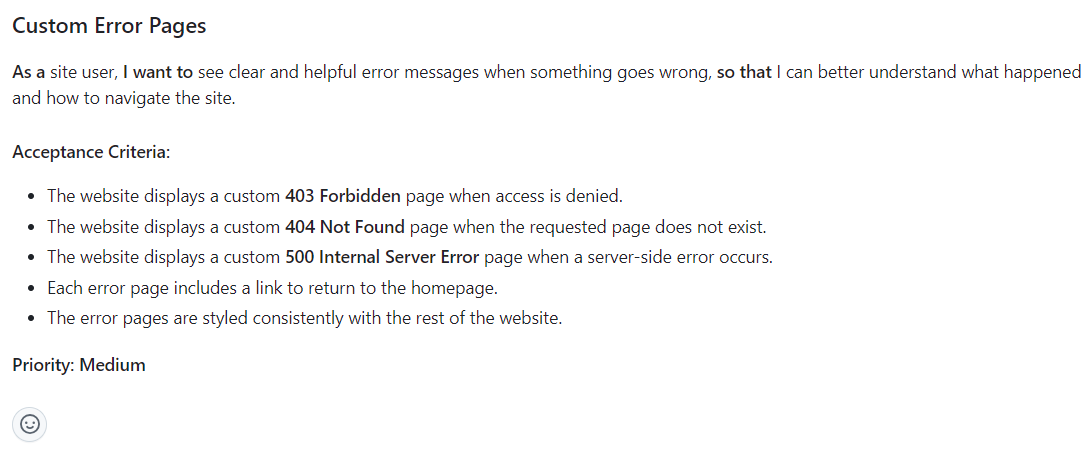 Custom Error Pages
As a site user, I want to see clear and helpful error messages when something goes wrong, so that I can better understand what happened
and how to navigate the site.
Acceptance Criteria:
• The website displays a custom 403 Forbidden page when access is denied.
• The website displays a custom 404 Not Found page when the requested page does not exist.
• The website displays a custom 500 Internal Server Error page when a server-side error occurs.
• Each error page includes a link to return to the homepage.
• The error pages are styled consistently with the rest of the website.
Priority: Medium